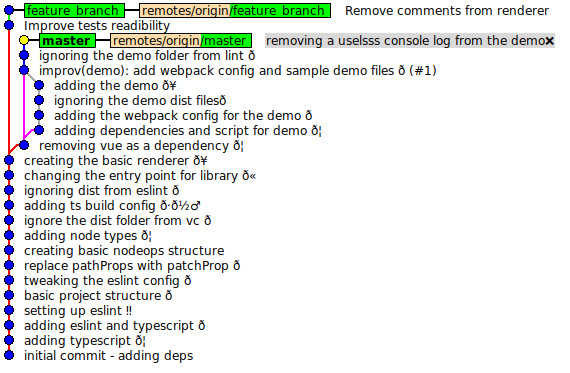 feature_branch remotes/origin/feature_branch Remove comments from renderer
Improve tests readibility
master remotes/origin/master removing a uselsss console log from the demo✖
ignoring the demo folder from lint ð
improv(demo): add webpack config and sample demo files ð (#1)
adding the demo ð¥
ignoring the demo dist filesð
adding the webpack config for the demo ð
adding dependencies and script for demo ð¦
removing vue as a dependency ð¦
creating the basic renderer ð¥
changing the entry point for library ð«
ignoring dist from eslint ð
adding ts build config ð·ð½♂
ignore the dist folder from vc ð
adding node types ð¦
creating basic nodeops structure
replace pathProps with patchProp ð
tweaking the eslint config ð
basic project structure ð
setting up eslint ‼
adding eslint and typescript ð
adding typescript ð¦
initial commit - adding deps